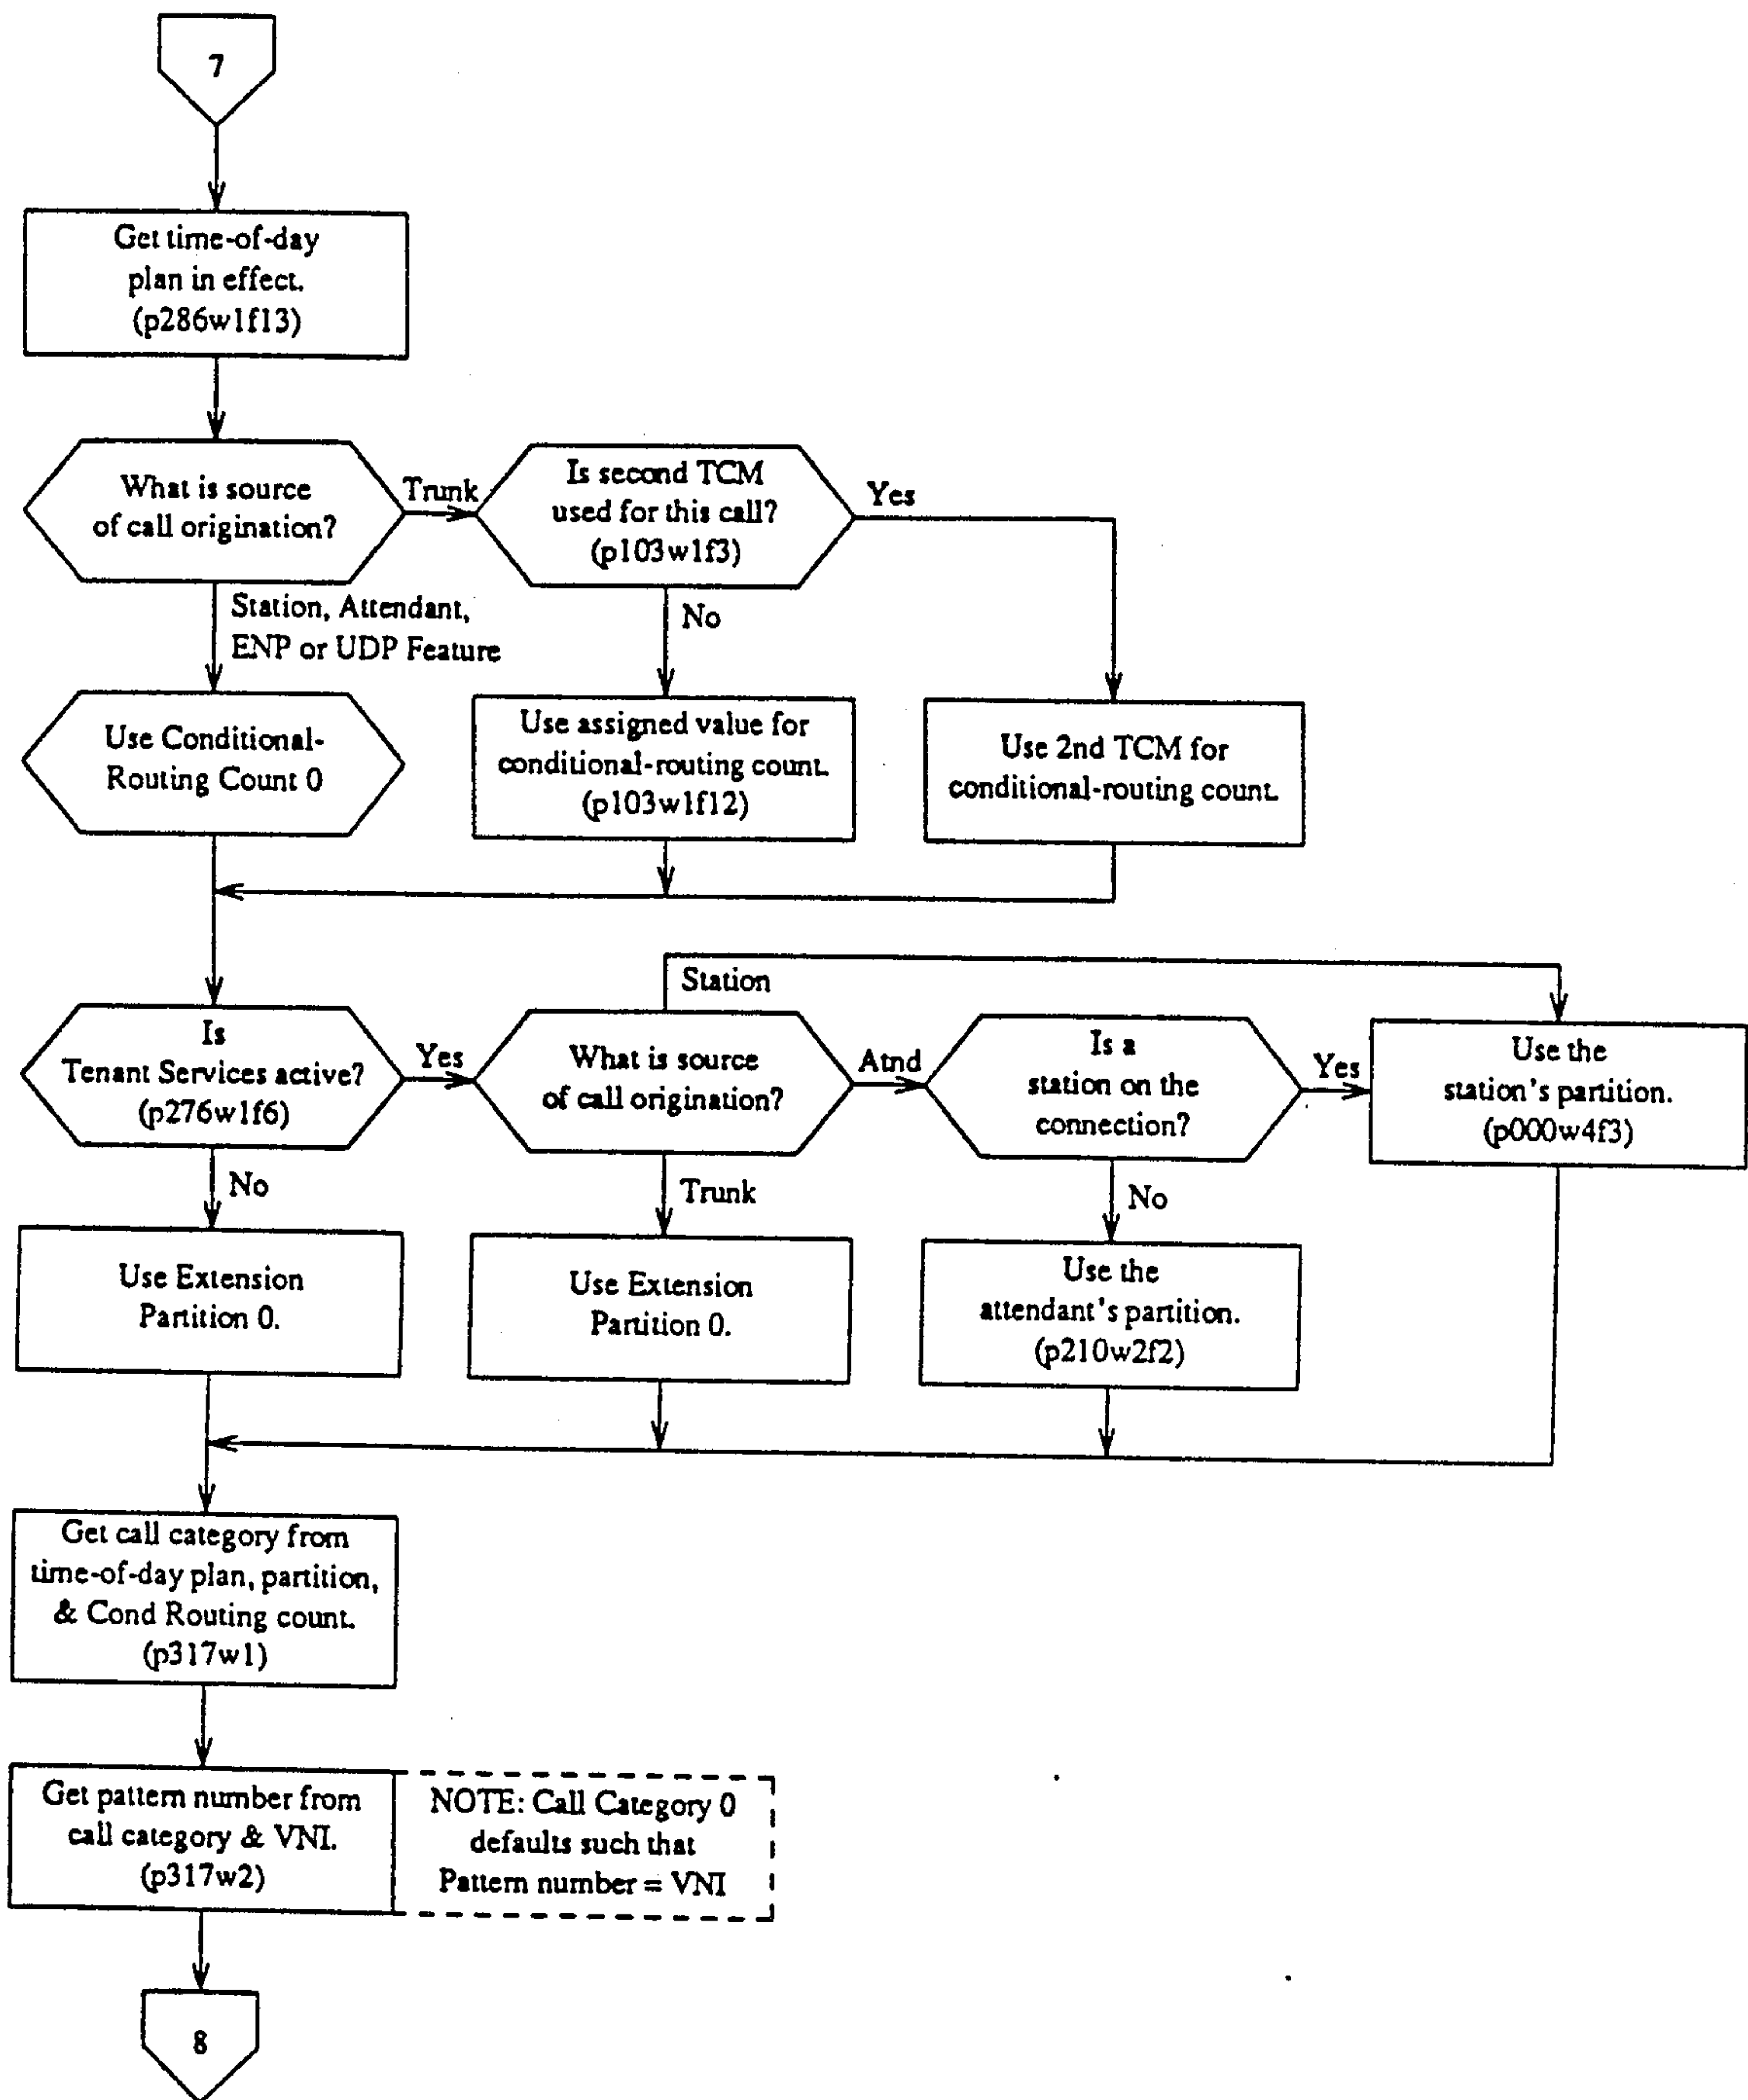 7
Get time-of-day
plan in effect.
(p286w1f13)
What is source
of call origination?
Trunk
Is second TCM
used for this call?
(p103w1f3)
Yes
Station, Attendant,
ENP or UDP Feature
No
Use Conditional-
Routing Count 0
Use assigned value for
conditional-routing count.
(p103w1f12)
Use 2nd TCM for
conditional-routing count.
Station
Is
Tenant Services active?
(p276w1f6)
Yes
What is source
of call origination?
Atnd
Is a
station on the
connection?
Yes
Use the
station's partition.
(p000w4f3)
No
Trunk
No
Use Extension
Partition 0.
Use Extension
Partition 0.
Use the
attendant's partition.
(p210w2f2)
Get call category from
time-of-day plan, partition,
& Cond Routing count.
(p317w1)
Get pattern number from
call category & VNI.
(p317w2)
NOTE: Call Category 0
defaults such that
Pattern number = VNI
8